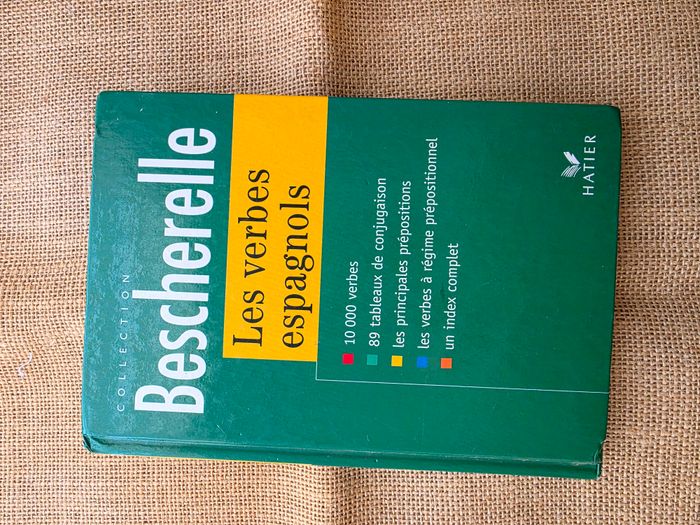 COLLECTION
Bescherelle
Les verbes
espagnols
10 000 verbes
89 tableaux de conjugaison
les principales prépositions
les verbes à régime prépositionnel
un index complet
HATIER